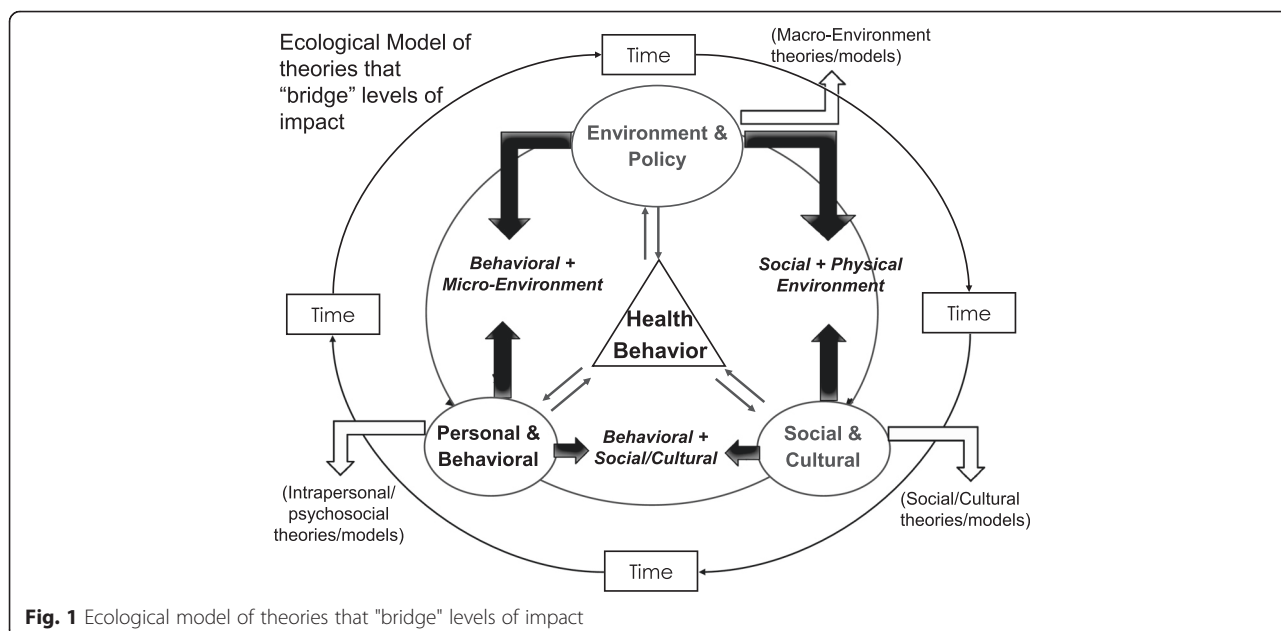 Ecological Model of
theories that
“bridge” levels of
impact
Time
(Macro-Environment
theories/models)
Environment &
Policy
Behavioral +
Micro-Environment
Social + Physical
Environment
Time
Health
Behavior
Time
Personal &
Behavioral
Behavioral +
Social/Cultural
Social &
Cultural
(Intrapersonal/
psychosocial
theories/models)
(Social/Cultural
theories/models)
Time
Fig. 1 Ecological model of theories that "bridge" levels of impact